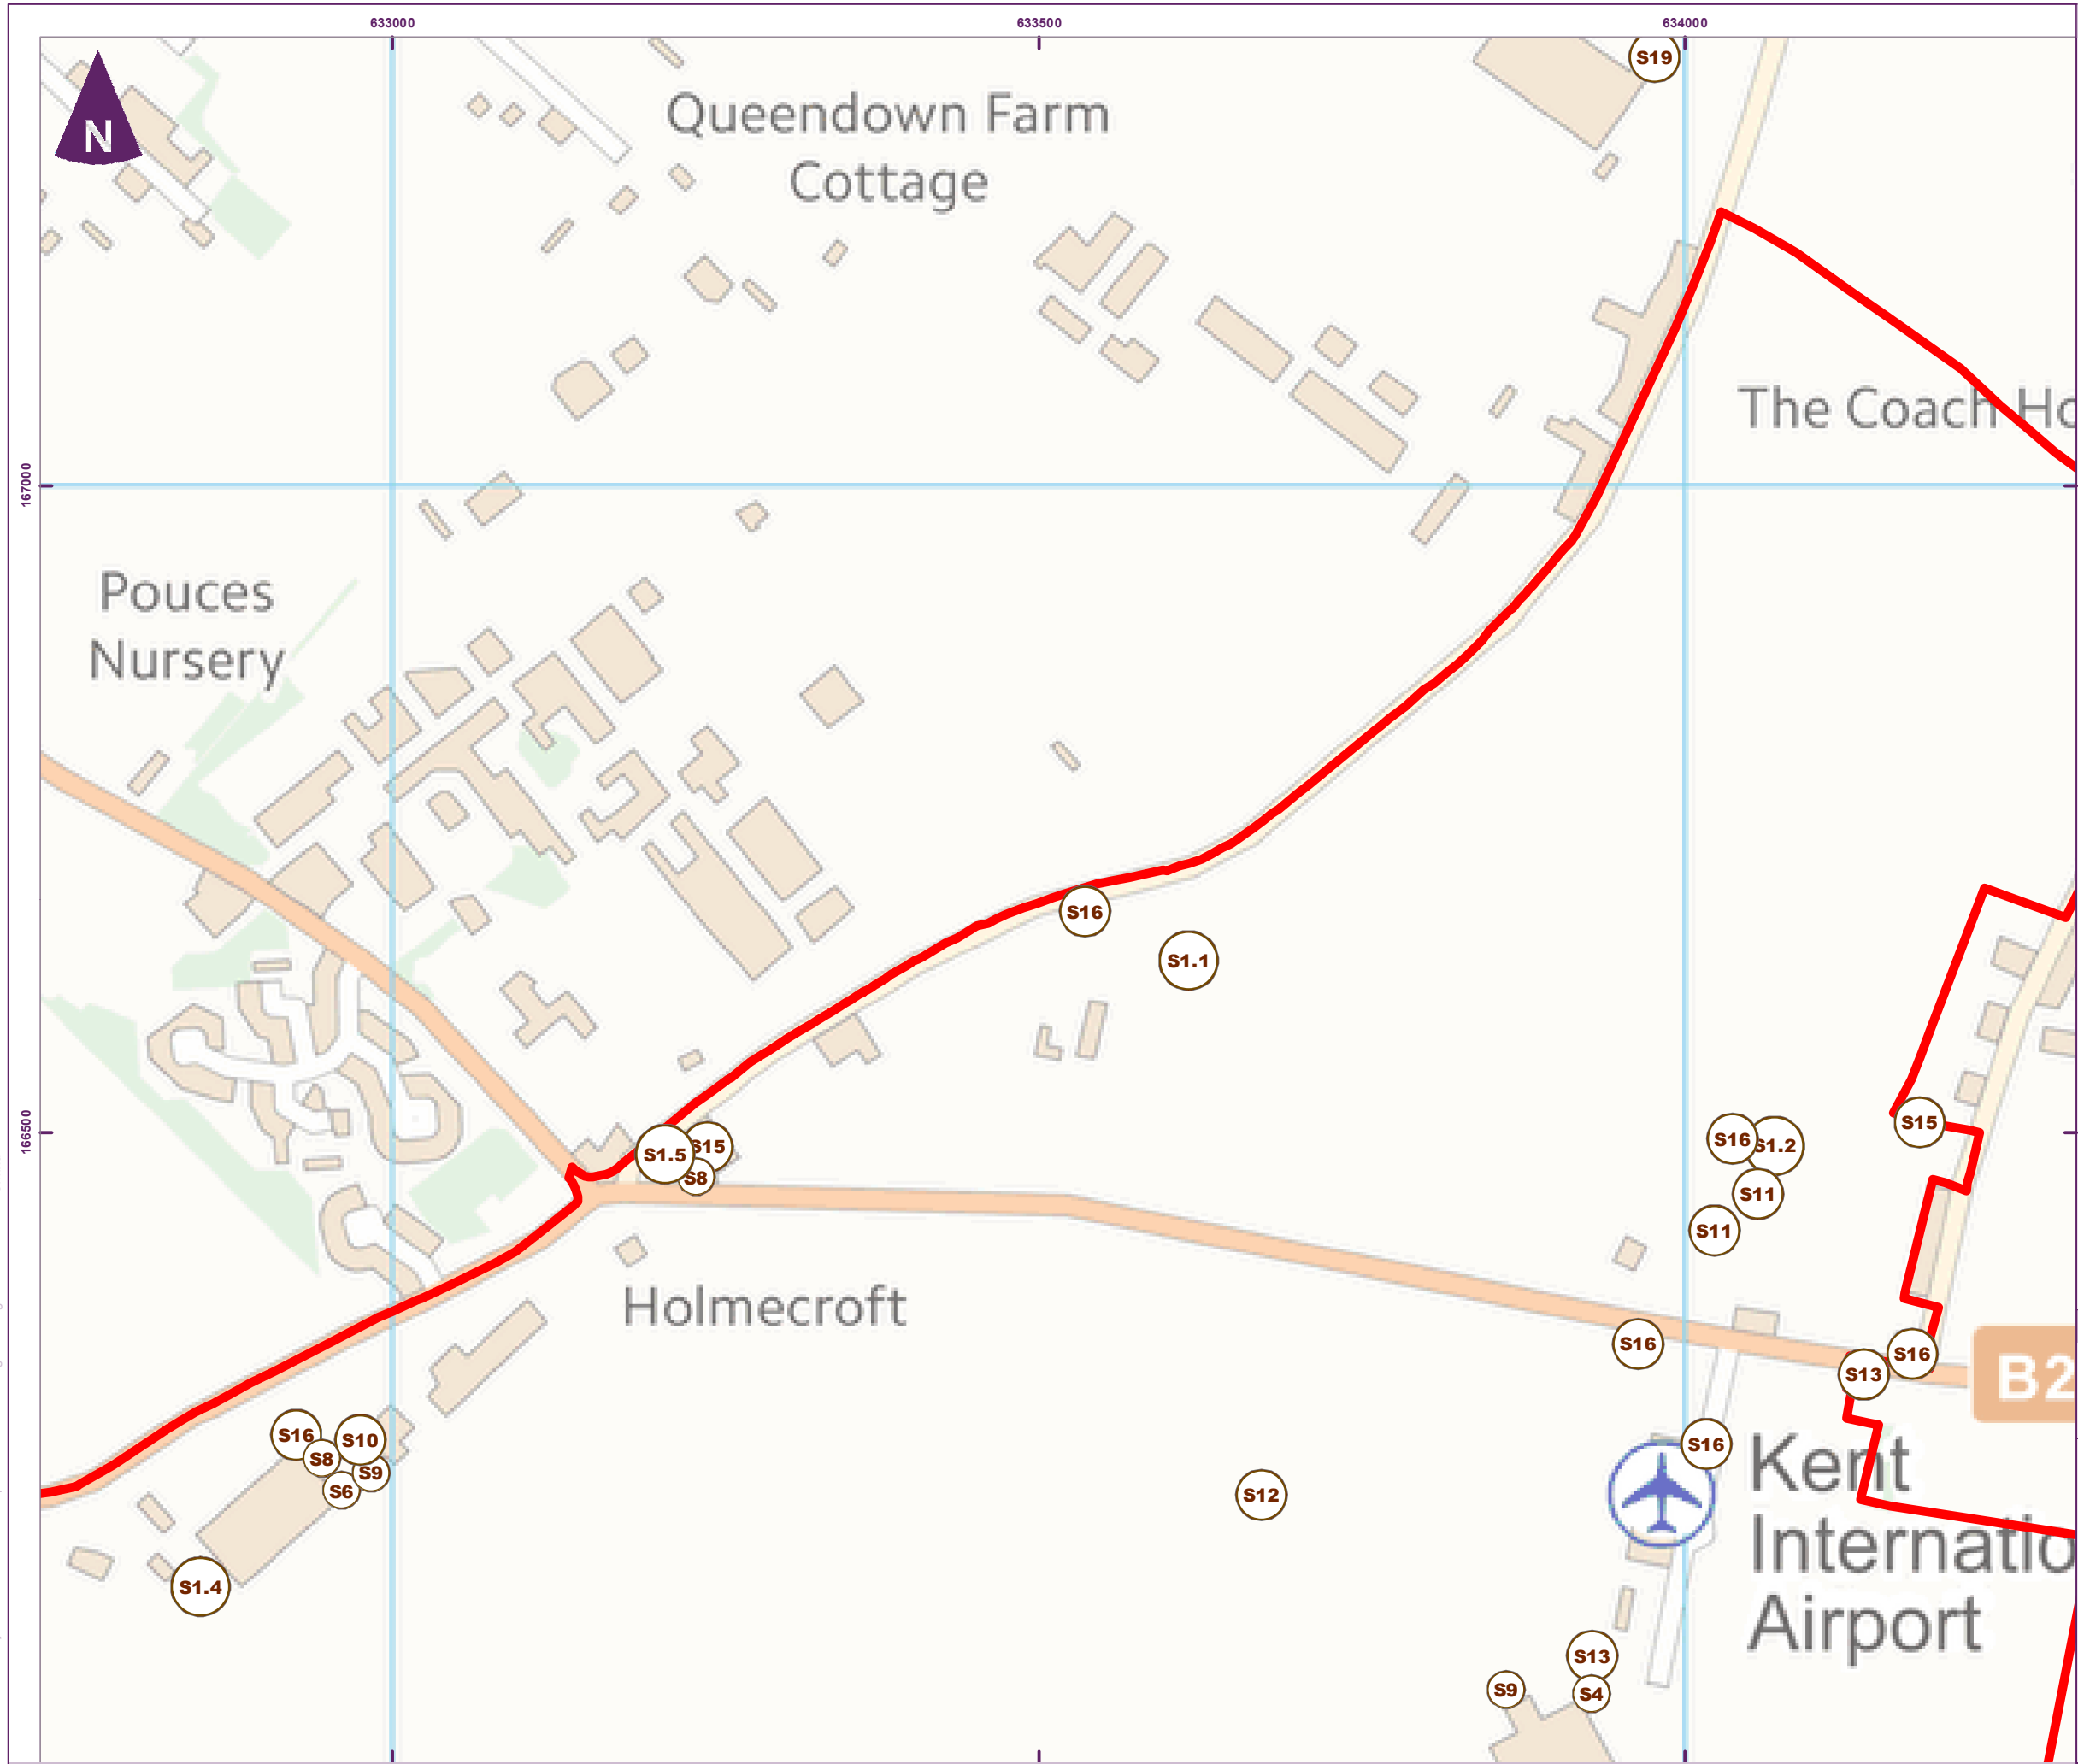 633000 633500 634000
N
S19
Queendown Farm
Cottage
The Coach Ho
167000
Pouces
Nursery
S16
S1.1
166500
S15
S16 S1.2
S1.5 S15
S8
S11
S11
Holmecroft
S16
S16
S13
B2
S16 S10
S8
S9
S6
S16
Kent
Internatio
Airport
S12
S1.4
S13
S9 S4